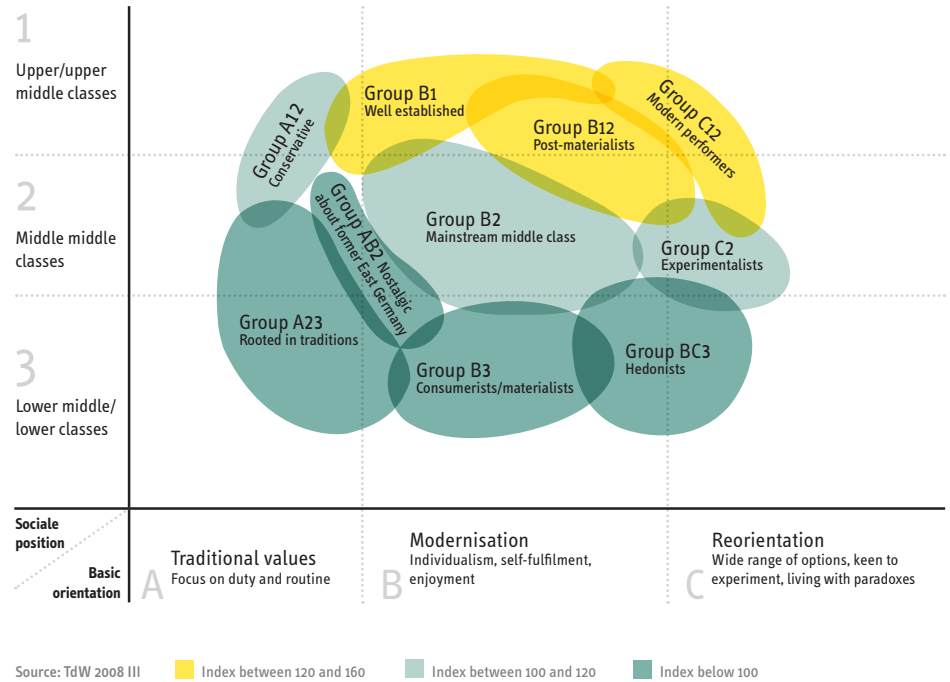 1
Upper/upper
middle classes
2
Middle middle
classes
3
Lower middle/
lower classes
Group A12
Conservative
Group B1
Well established
Group B12
Post-materialists
Group C12
Modern performers
Group AB2 Nostalgic
about former East Germany
Group B2
Mainstream middle class
Group C2
Experimentalists
Group A23
Rooted in traditions
Group B3
Consumerists/materialists
Group BC3
Hedonists
Sociale
position
Basic
orientation
A
Traditional values
Focus on duty and routine
B
Modernisation
Individualism, self-fulfilment,
enjoyment
C
Reorientation
Wide range of options, keen to
experiment, living with paradoxes
Source: TdW 2008 III
Index between 120 and 160
Index between 100 and 120
Index below 100